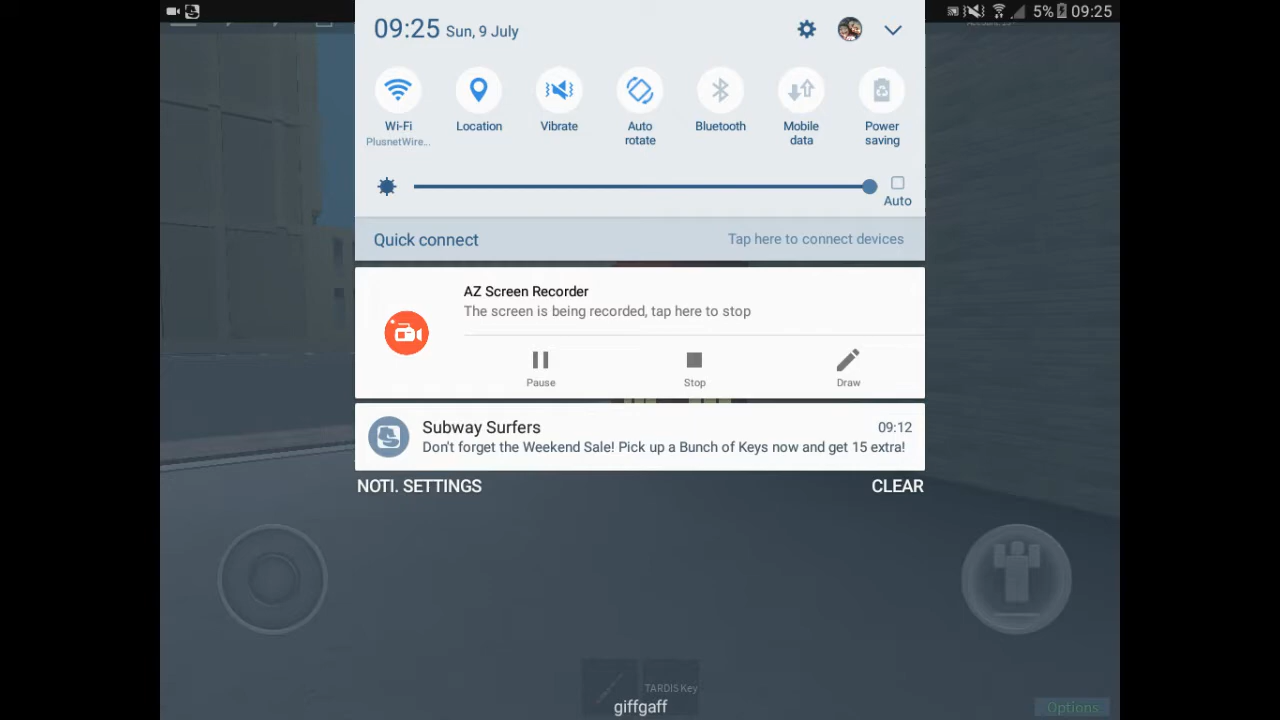 5% 09:25
09:25 Sun, 9 July
Wi-Fi
PlusnetWire...
Location
Vibrate
Auto
rotate
Bluetooth
Mobile
data
Power
saving
Auto
Quick connect
Tap here to connect devices
AZ Screen Recorder
The screen is being recorded, tap here to stop
Pause
Stop
Draw
Subway Surfers
09:12
Don't forget the Weekend Sale! Pick up a Bunch of Keys now and get 15 extra!
NOTI. SETTINGS
CLEAR
TARDIS Key
giffgaff
Options